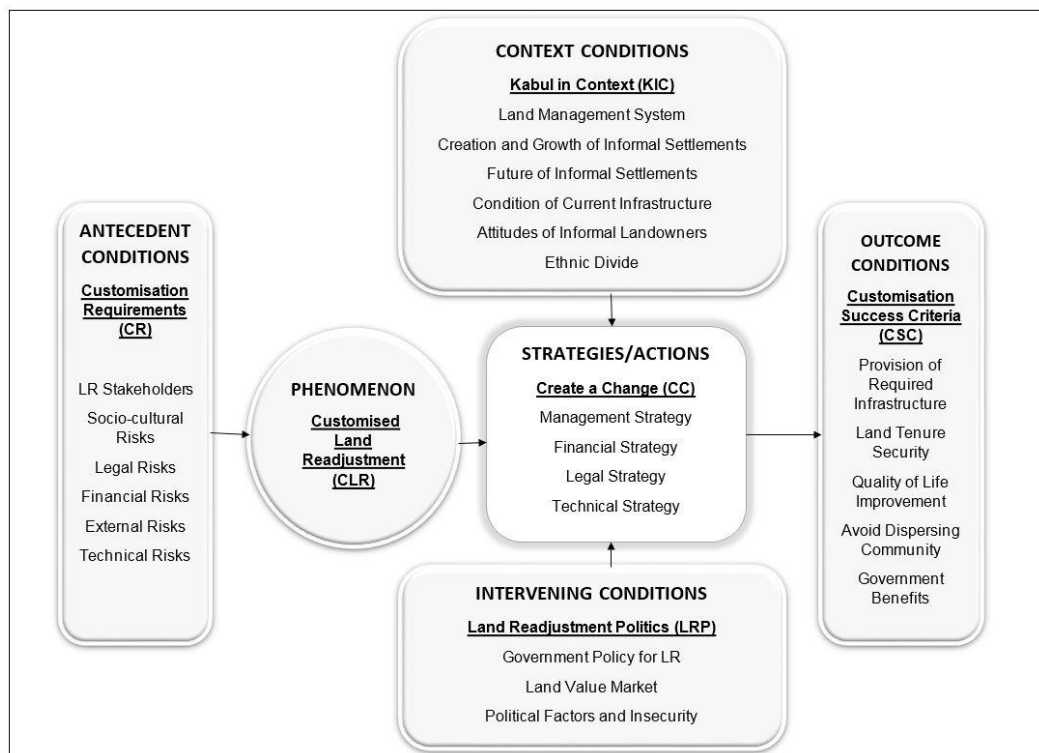 CONTEXT CONDITIONS
Kabul in Context (KIC)
Land Management System
Creation and Growth of Informal Settlements
Future of Informal Settlements
Condition of Current Infrastructure
Attitudes of Informal Landowners
Ethnic Divide
ANTECEDENT
CONDITIONS
Customisation
Requirements
(CR)
LR Stakeholders
Socio-cultural
Risks
Legal Risks
Financial Risks
External Risks
Technical Risks
PHENOMENON
Customised
Land
Readjustment
(CLR)
STRATEGIES/ACTIONS
Create a Change (CC)
Management Strategy
Financial Strategy
Legal Strategy
Technical Strategy
INTERVENING CONDITIONS
Land Readjustment Politics (LRP)
Government Policy for LR
Land Value Market
Political Factors and Insecurity
OUTCOME
CONDITIONS
Customisation
Success Criteria
(CSC)
Provision of
Required
Infrastructure
Land Tenure
Security
Quality of Life
Improvement
Avoid Dispersing
Community
Government
Benefits